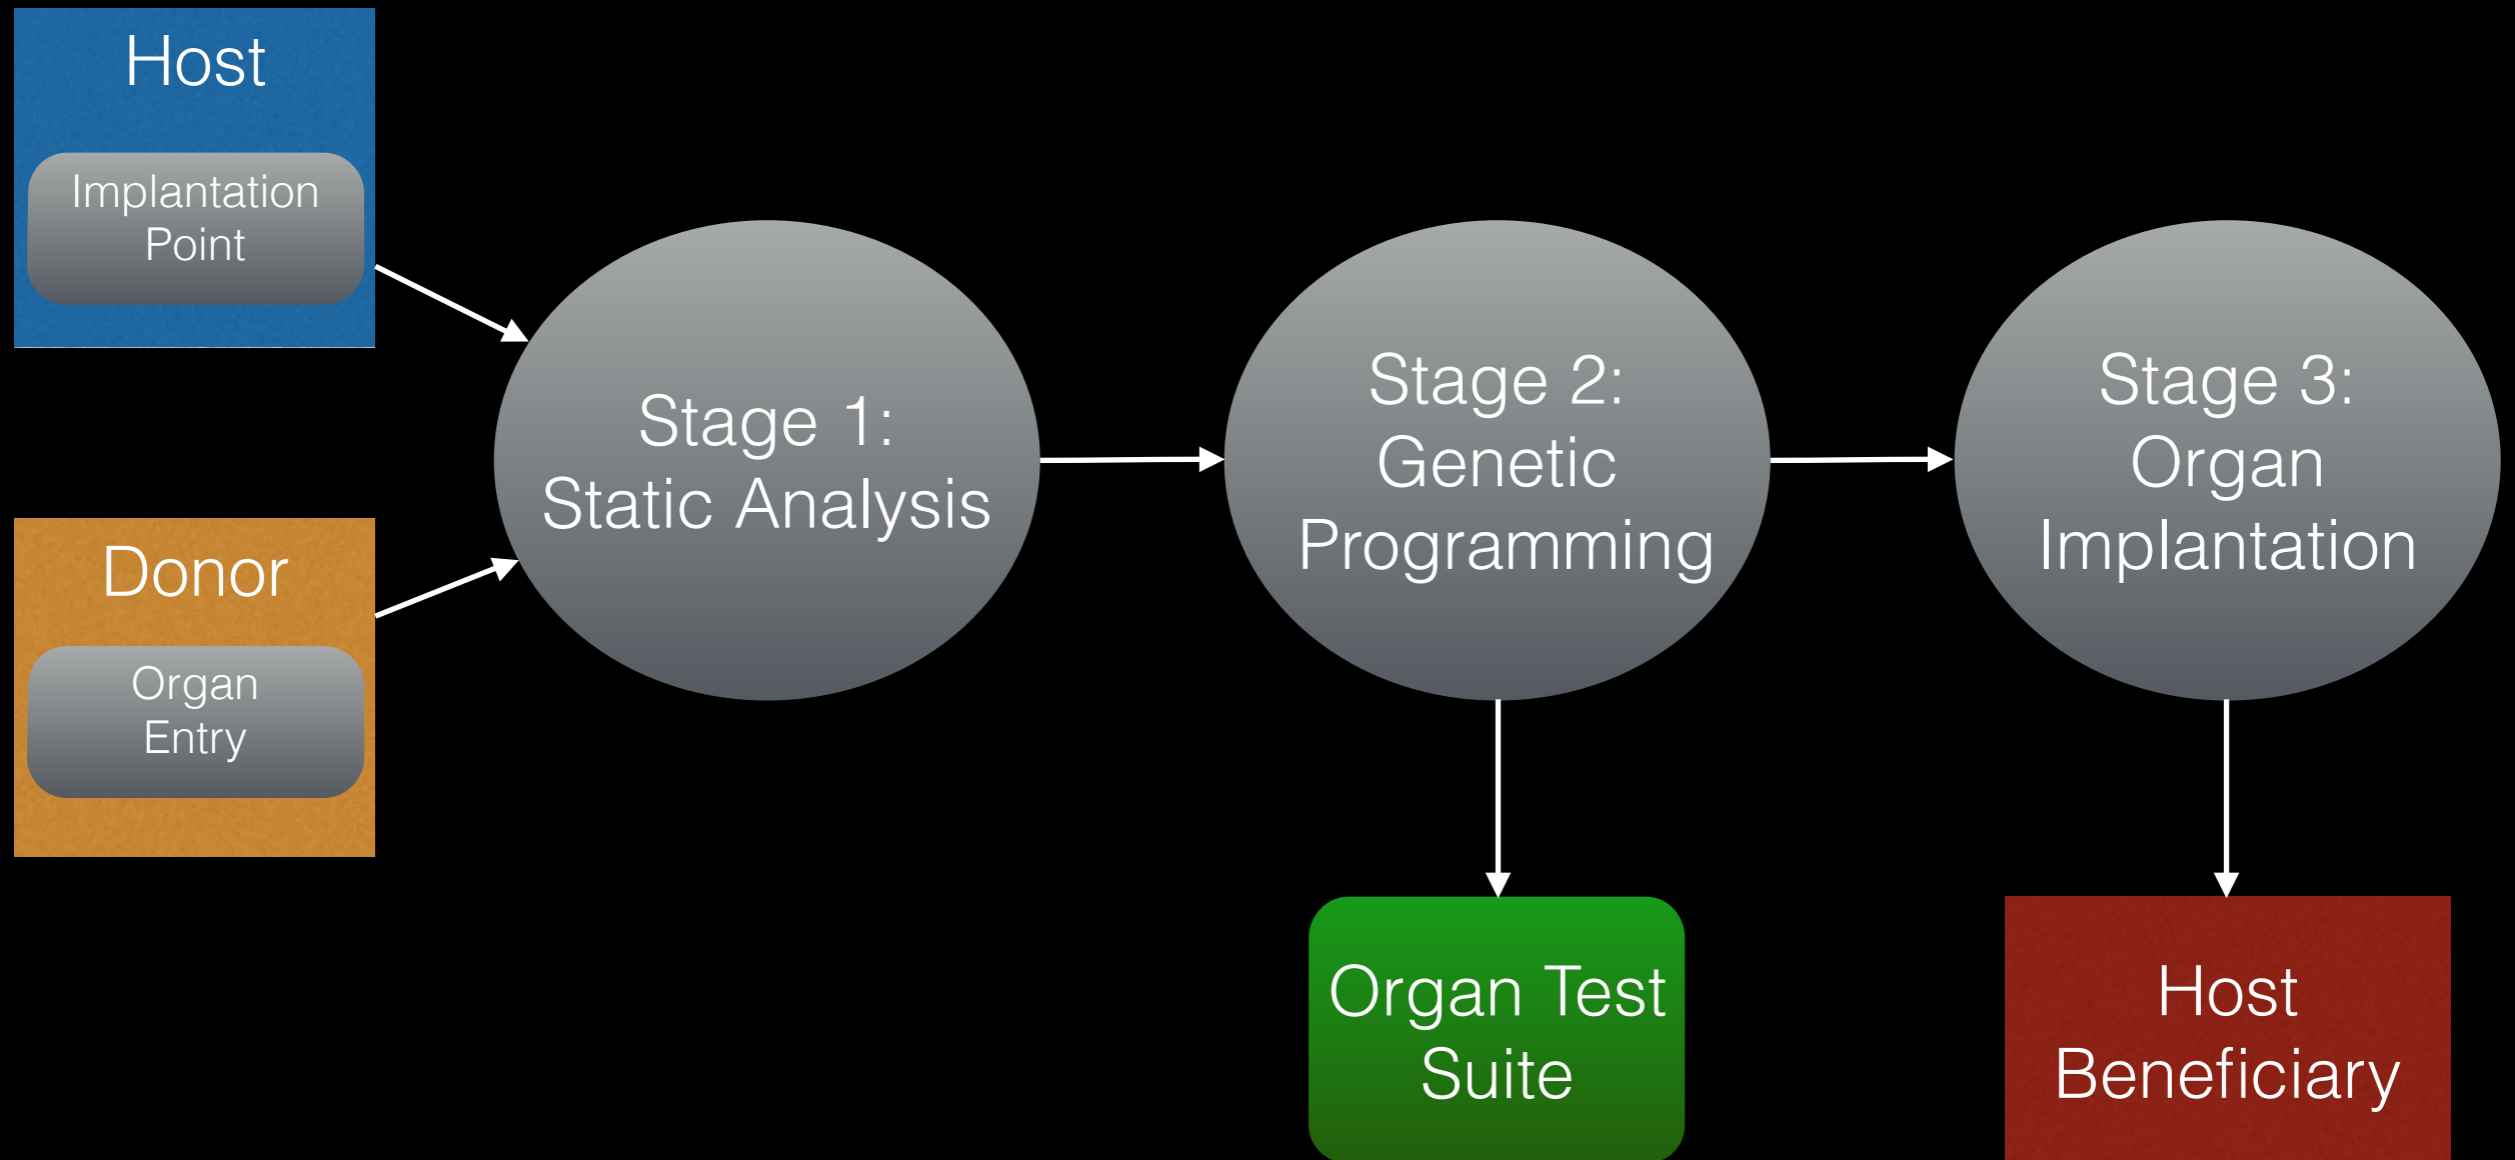 Host
Implantation
Point
Donor
Organ
Entry
Stage 1:
Static Analysis
Stage 2:
Genetic
Programming
Stage 3:
Organ
Implantation
Organ Test
Suite
Host
Beneficiary